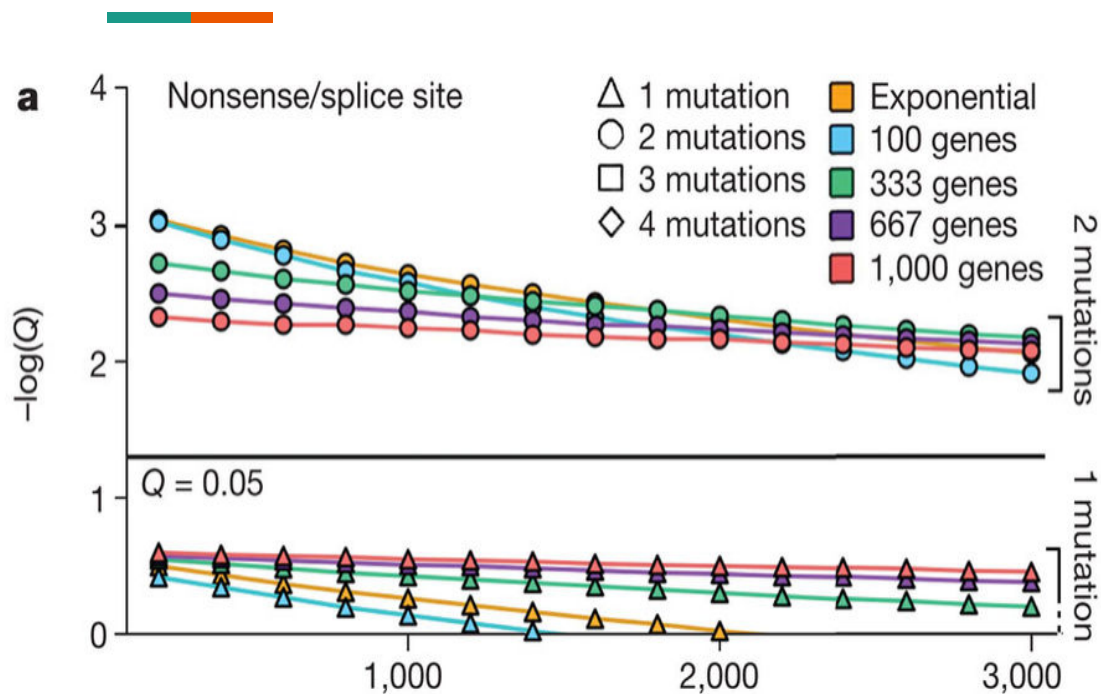 a
4
Nonsense/splice site
1 mutation
2 mutations
3 mutations
4 mutations
Exponential
100 genes
333 genes
667 genes
1,000 genes
3
2
1
0
–log(Q)
Q = 0.05
2 mutations
1 mutation
1,000
2,000
3,000